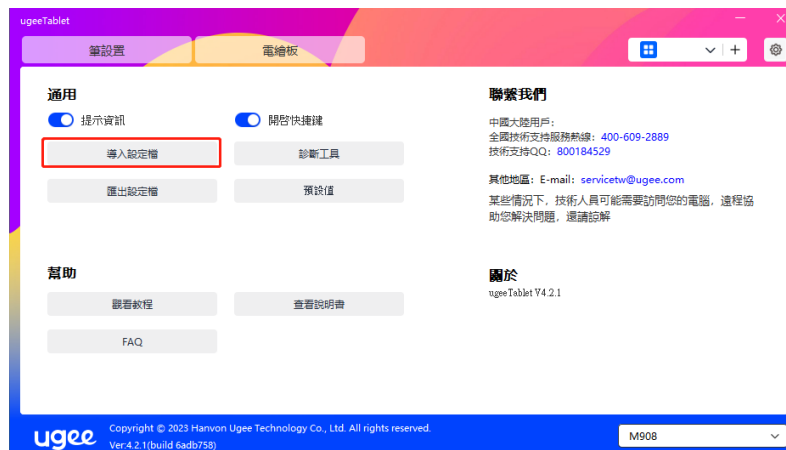 ugeeTablet
筆設置
電繪板
通用
提示資訊
開啓快捷鍵
導入設定檔
診斷工具
匯出設定檔
預設值
幫助
觀看教程
查看說明書
FAQ
聯繫我們
中國大陸用戶：
全國技術支持服務熱線：400-609-2889
技術支持QQ：800184529
其他地區：E-mail：servicetw@ugee.com
某些情況下，技術人員可能需要訪問您的電腦，遠程協
助您解決問題，還請諒解
關於
ugeeTablet V4.2.1
ugee
Copyright © 2023 Hanvon Ugee Technology Co., Ltd. All rights reserved.
Ver:4.2.1(build 6adb758)
M908